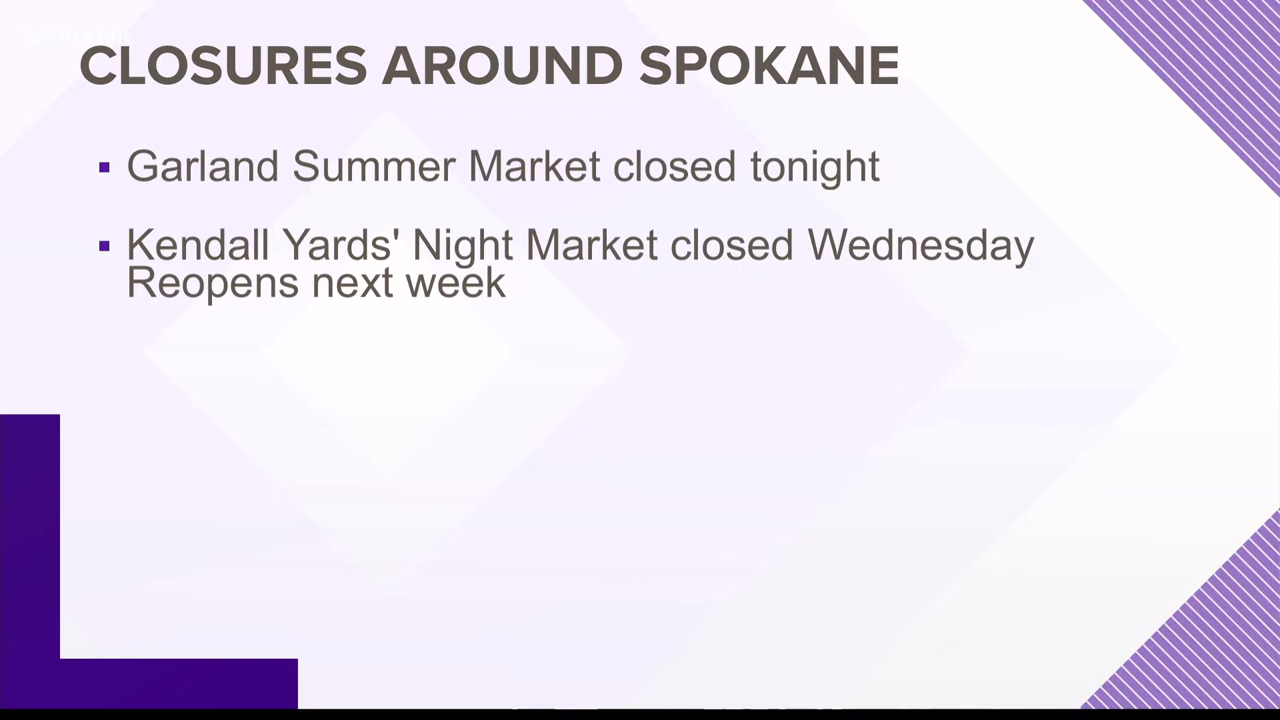 CLOSURES AROUND SPOKANE
▪ Garland Summer Market closed tonight
▪ Kendall Yards' Night Market closed Wednesday
Reopens next week